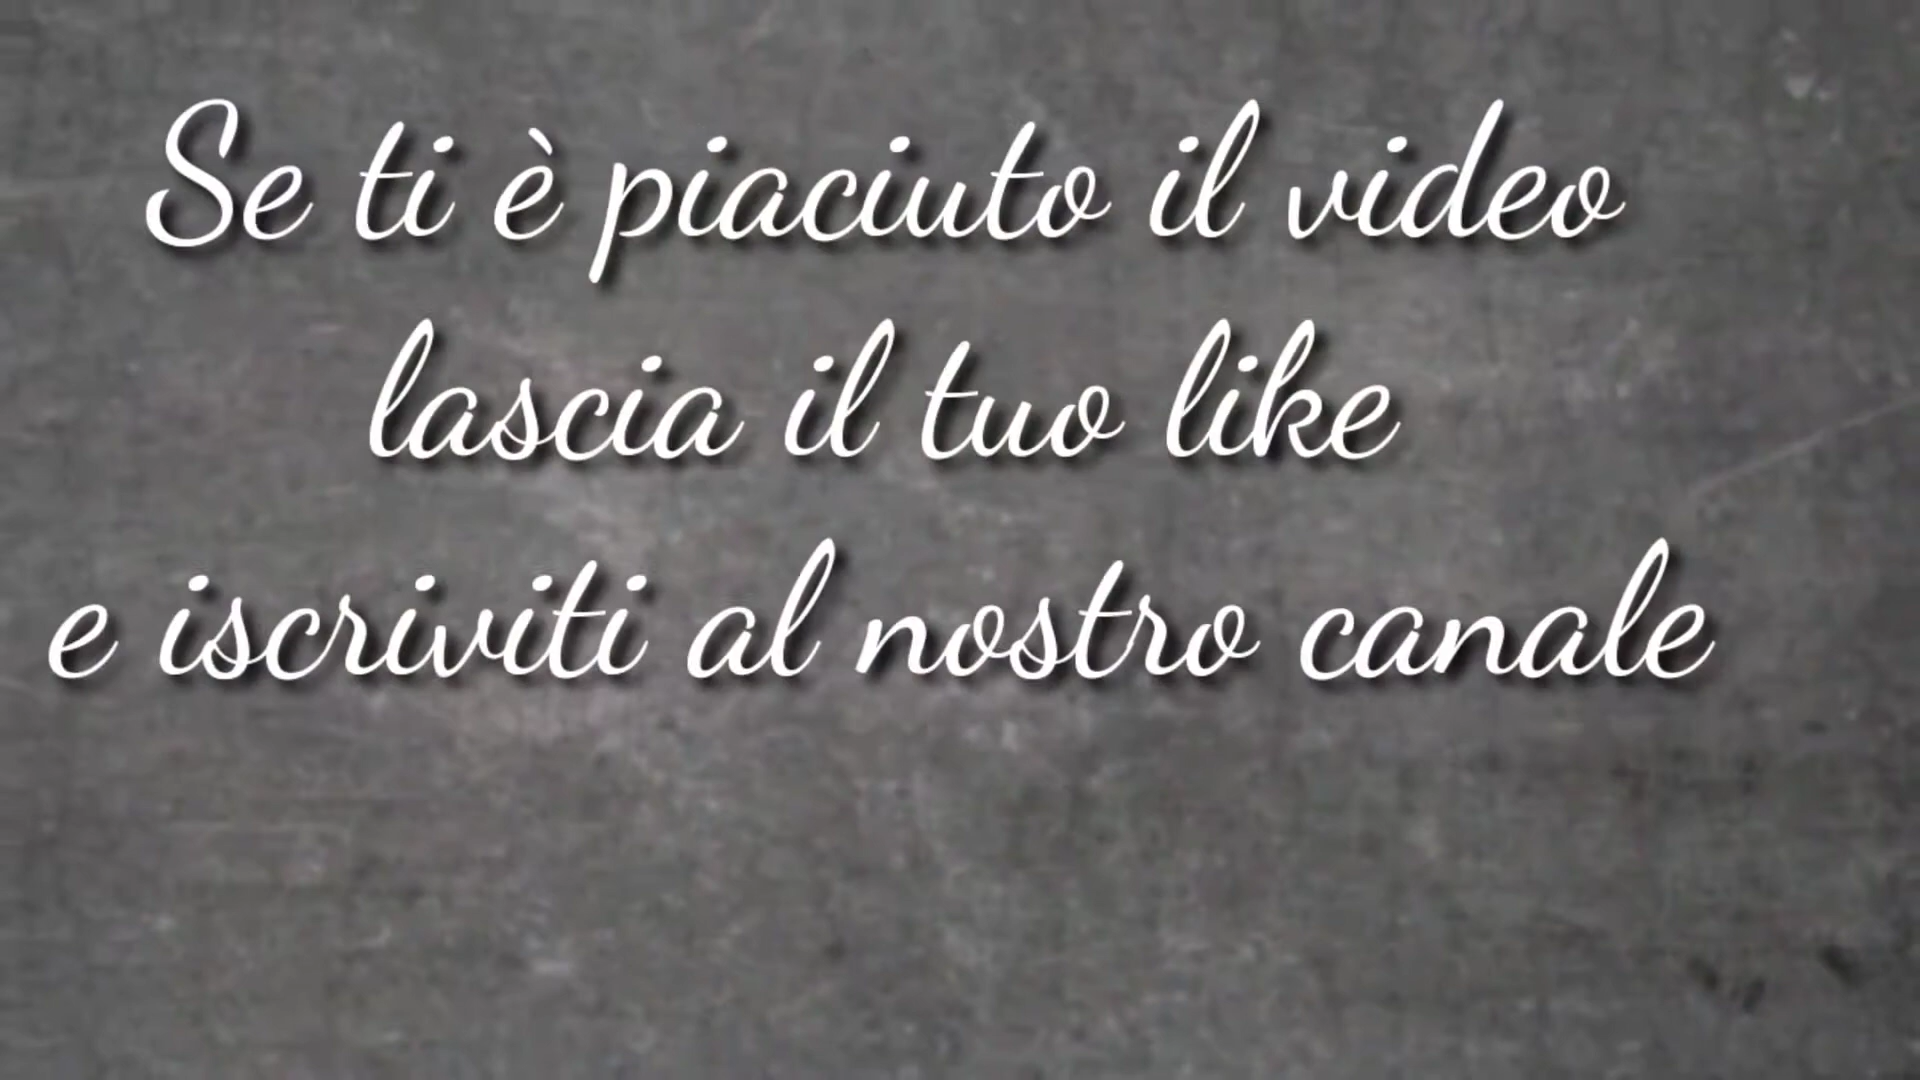 Se ti è piaciuto il video
lascia il tuo like
e iscriviti al nostro canale